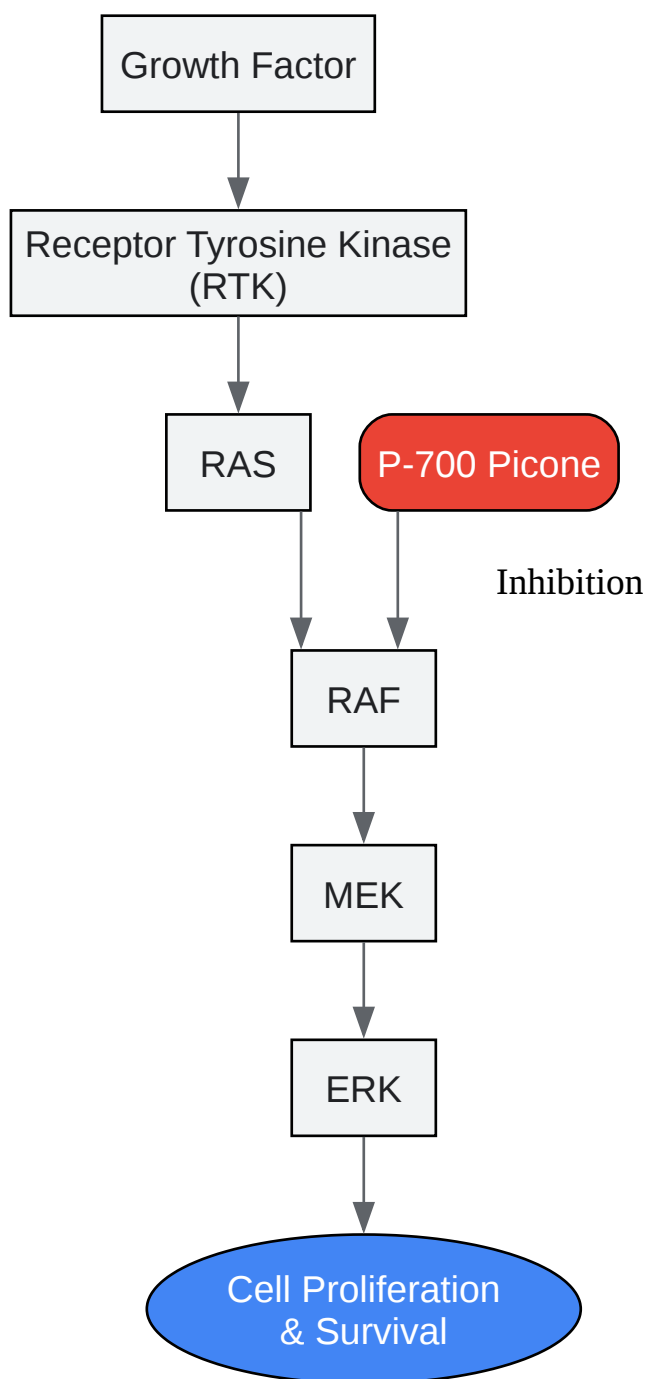 Growth Factor
Receptor Tyrosine Kinase
(RTK)
RAS
P-700 Picone
Inhibition
RAF
MEK
ERK
Cell Proliferation
& Survival